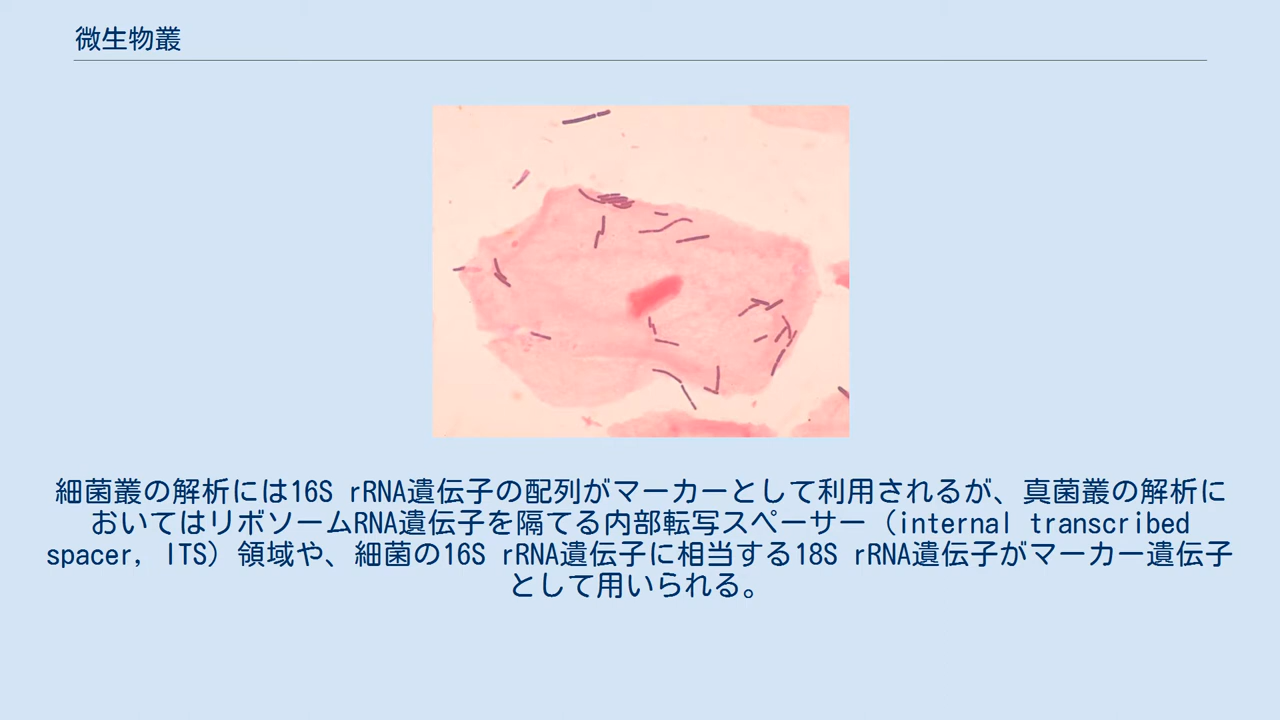 微生物叢
細菌叢の解析には16S rRNA遺伝子の配列がマーカーとして利用されるが、真菌叢の解析に
おいてはリボソームRNA遺伝子を隔てる内部転写スペーサー（internal transcribed
spacer, ITS）領域や、細菌の16S rRNA遺伝子に相当する18S rRNA遺伝子がマーカー遺伝子
として用いられる。